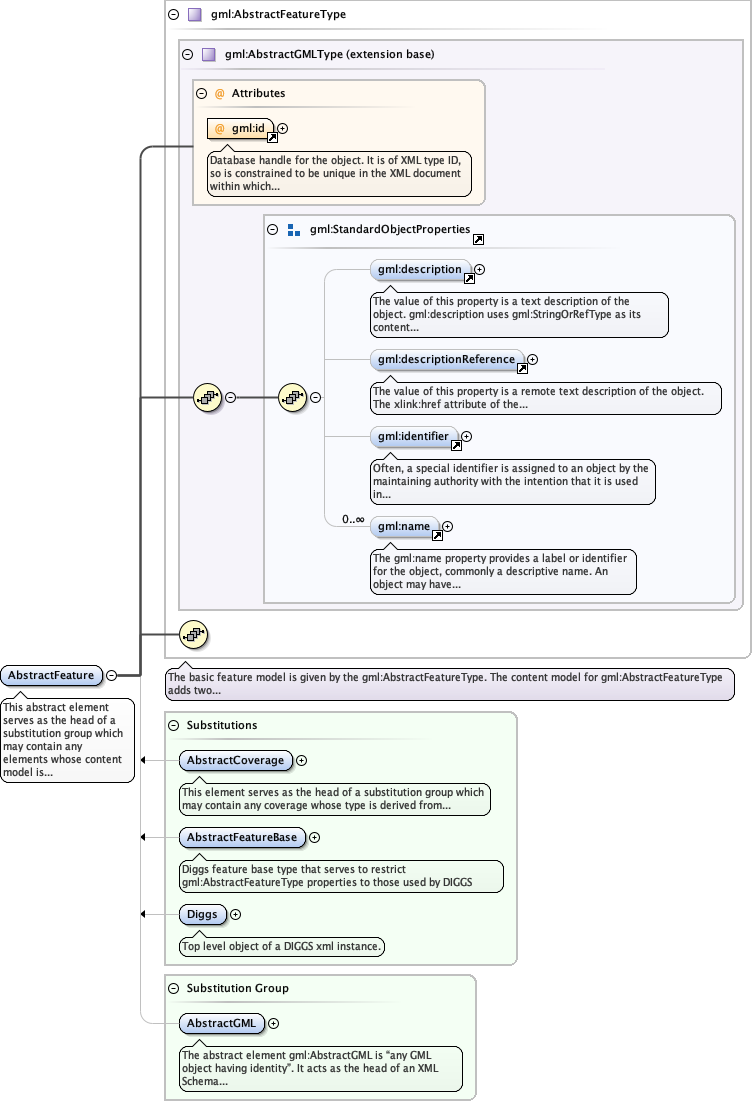 gml:AbstractFeatureType
gml:AbstractGMLType (extension base)
@ Attributes
@ gml:id
Database handle for the object. It is of XML type ID,
so is constrained to be unique in the XML document
within which...
gml:StandardObjectProperties
gml:description
The value of this property is a text description of the
object. gml:description uses gml:StringOrRefType as its
content...
gml:descriptionReference
The value of this property is a remote text description of the object.
The xlink:href attribute of the...
gml:identifier
Often, a special identifier is assigned to an object by the
maintaining authority with the intention that it is used
in...
0..∞
gml:name
The gml:name property provides a label or identifier
for the object, commonly a descriptive name. An
object may have...
AbstractFeature
This abstract element
serves as the head of a
substitution group which
may contain any
elements whose content
model is...
The basic feature model is given by the gml:AbstractFeatureType. The content model for gml:AbstractFeatureType
adds two...
Substitutions
AbstractCoverage
This element serves as the head of a substitution group which
may contain any coverage whose type is derived from...
AbstractFeatureBase
Diggs feature base type that serves to restrict
gml:AbstractFeatureType properties to those used by DIGGS
Diggs
Top level object of a DIGGS xml instance.
Substitution Group
AbstractGML
The abstract element gml:AbstractGML is “any GML
object having identity”. It acts as the head of an XML
Schema...